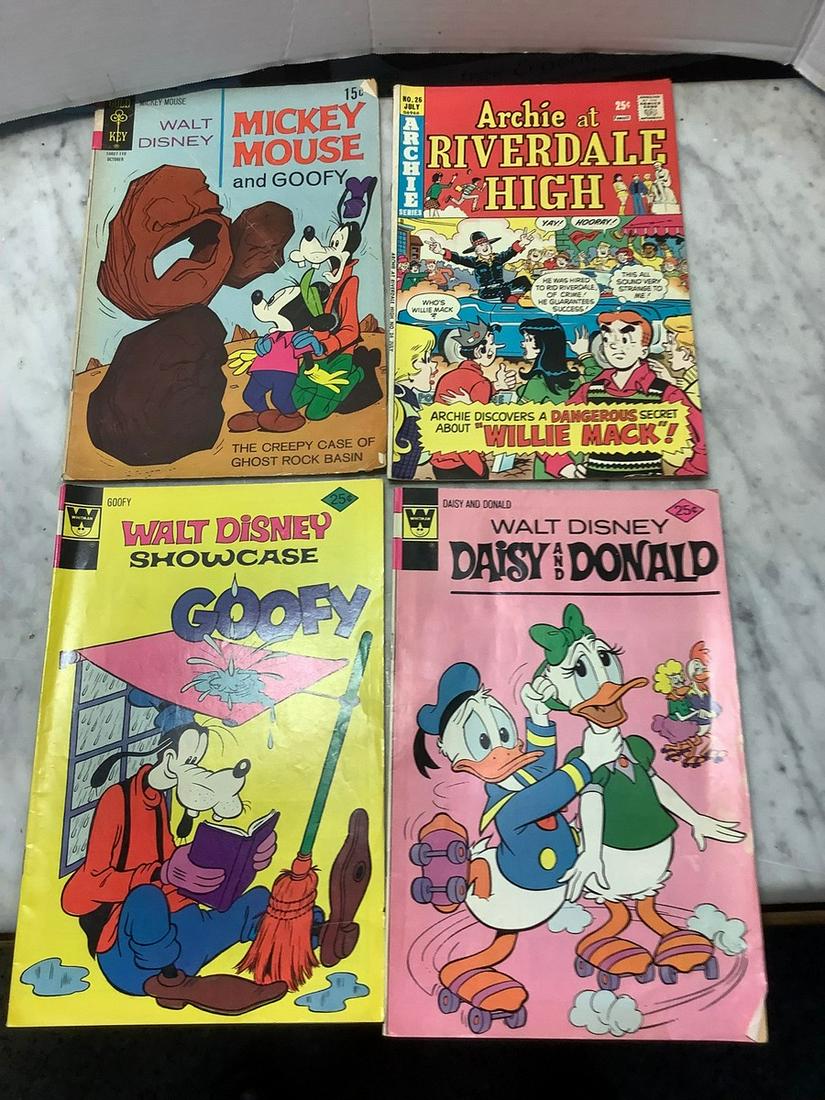 GOLD
KEY
MICKEY MOUSE
15¢
OCTOBER
WALT
DISNEY
MICKEY
MOUSE
and GOOFY
THE CREEPY CASE OF
GHOST ROCK BASIN
NO. 26
JULY
ARCHIE
SERIES
25¢
Archie at
RIVERDALE
HIGH
YAY!
HOORAY!
WHO'S
WILLIE MACK?
HE WAS HIRED
TO RID RIVERDALE,
OF CRIME!
HE GUARANTEES
SUCCESS!
THIS ALL
SOUND VERY
STRANGE TO
ME!
ARCHIE DISCOVERS A DANGEROUS SECRET
ABOUT "WILLIE MACK"!
WHITMAN
GOOFY
25¢
WALT DISNEY
SHOWCASE
GOOFY
WHITMAN
DAISY AND DONALD
25¢
WALT DISNEY
DAISY AND DONALD